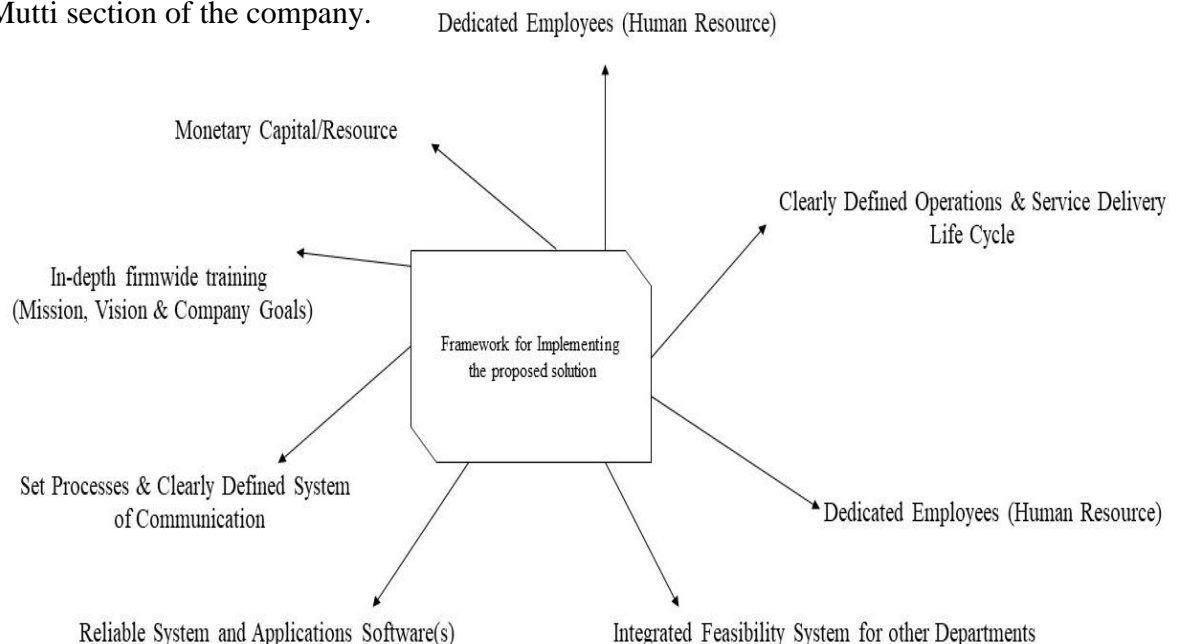 Mutti section of the company.
Dedicated Employees (Human Resource)
Monetary Capital/Resource
Clearly Defined Operations & Service Delivery
Life Cycle
In-depth firmwide training
(Mission, Vision & Company Goals)
Framework for Implementing
the proposed solution
Set Processes & Clearly Defined System
of Communication
Dedicated Employees (Human Resource)
Reliable System and Applications Software(s)
Integrated Feasibility System for other Departments